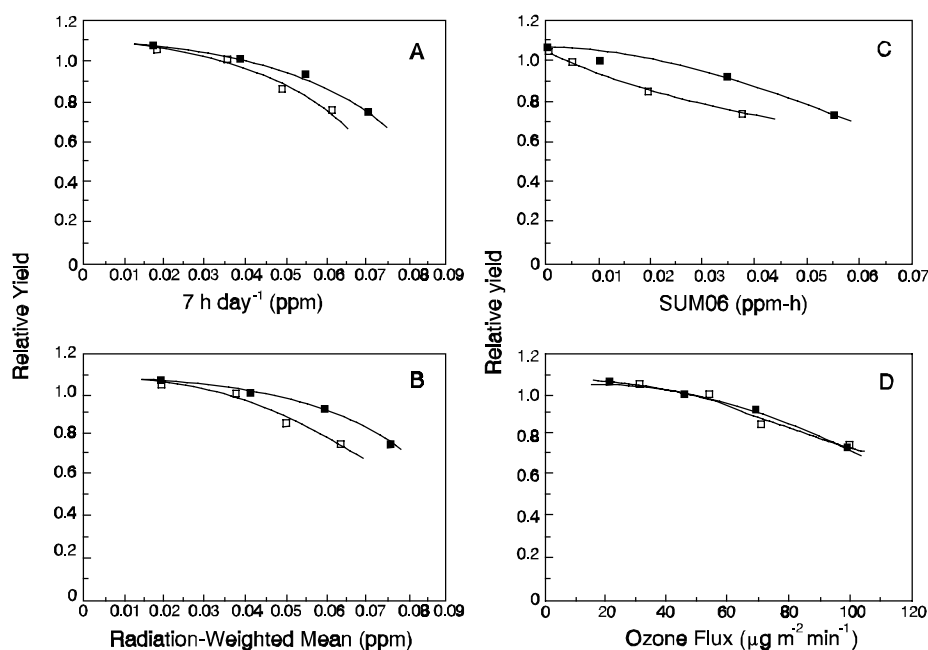 1.2
1.0
0.8
0.6
0.4
0.2
0
A
0 0.01 0.02 0.03 0.04 0.05 0.06 0.07 0.08 0.09
7 h day⁻¹ (ppm)
Relative Yield
1.2
1.0
0.8
0.6
0.4
0.2
0
B
0 0.01 0.02 0.03 0.04 0.05 0.06 0.07 0.08 0.09
Radiation-Weighted Mean (ppm)
1.2
1.0
0.8
0.6
0.4
0.2
0
C
0 0.01 0.02 0.03 0.04 0.05 0.06 0.07
SUM06 (ppm-h)
Relative yield
1.2
1.0
0.8
0.6
0.4
0.2
0
D
0 20 40 60 80 100 120
Ozone Flux (µg m⁻² min⁻¹)